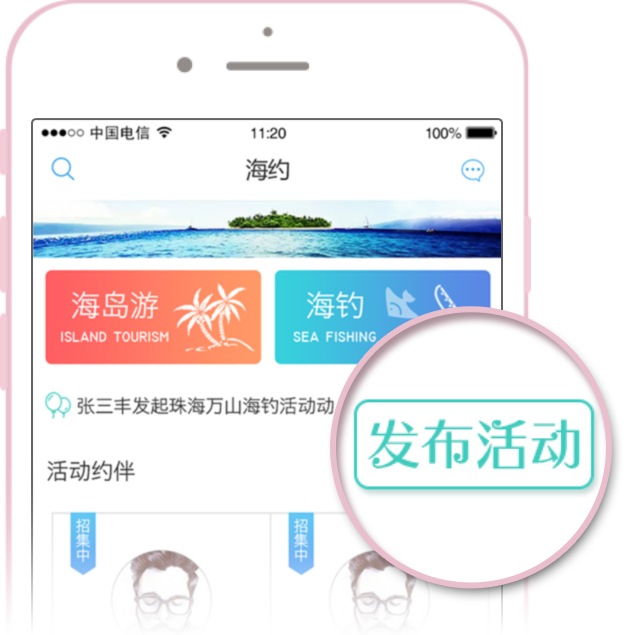 中国电信 11:20 100%
海约
海岛游
ISLAND TOURISM
海钓
SEA FISHING
张三丰发起珠海万山海钓活动动
发布活动
活动约伴
招集中
招集中